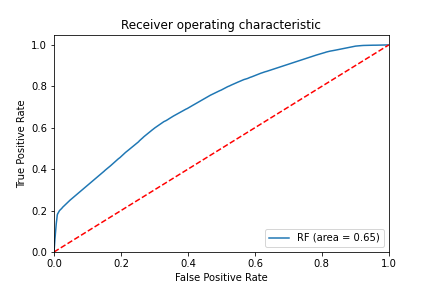 Receiver operating characteristic
1.0
0.8
0.6
0.4
0.2
0.0
True Positive Rate
RF (area = 0.65)
0.0 0.2 0.4 0.6 0.8 1.0
False Positive Rate